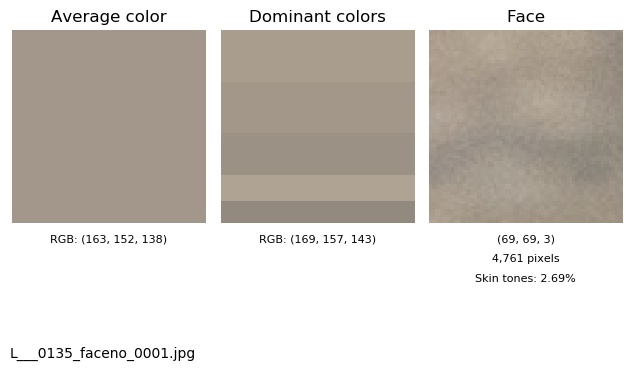 Average color
Dominant colors
Face
RGB: (163, 152, 138)
RGB: (169, 157, 143)
(69, 69, 3)
4,761 pixels
Skin tones: 2.69%
L___0135_faceno_0001.jpg